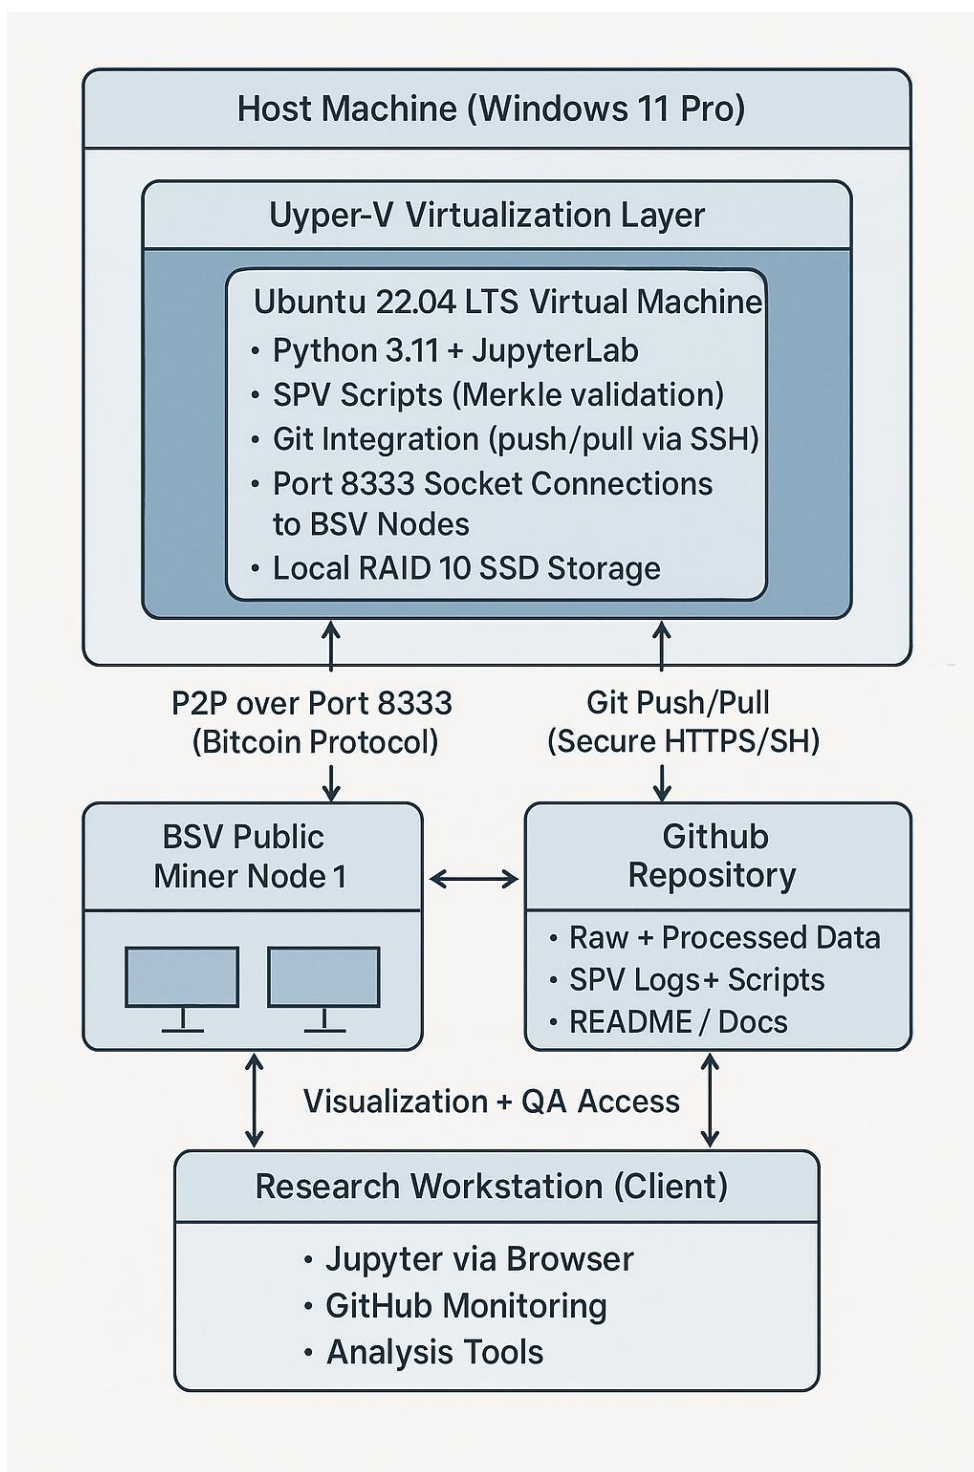 Host Machine (Windows 11 Pro)
Uyper-V Virtualization Layer
Ubuntu 22.04 LTS Virtual Machine
• Python 3.11 + JupyterLab
• SPV Scripts (Merkle validation)
• Git Integration (push/pull via SSH)
• Port 8333 Socket Connections
to BSV Nodes
• Local RAID 10 SSD Storage
P2P over Port 8333
(Bitcoin Protocol)
Git Push/Pull
(Secure HTTPS/SH)
BSV Public
Miner Node 1
Github
Repository
• Raw + Processed Data
• SPV Logs+ Scripts
• README / Docs
Visualization + QA Access
Research Workstation (Client)
• Jupyter via Browser
• GitHub Monitoring
• Analysis Tools